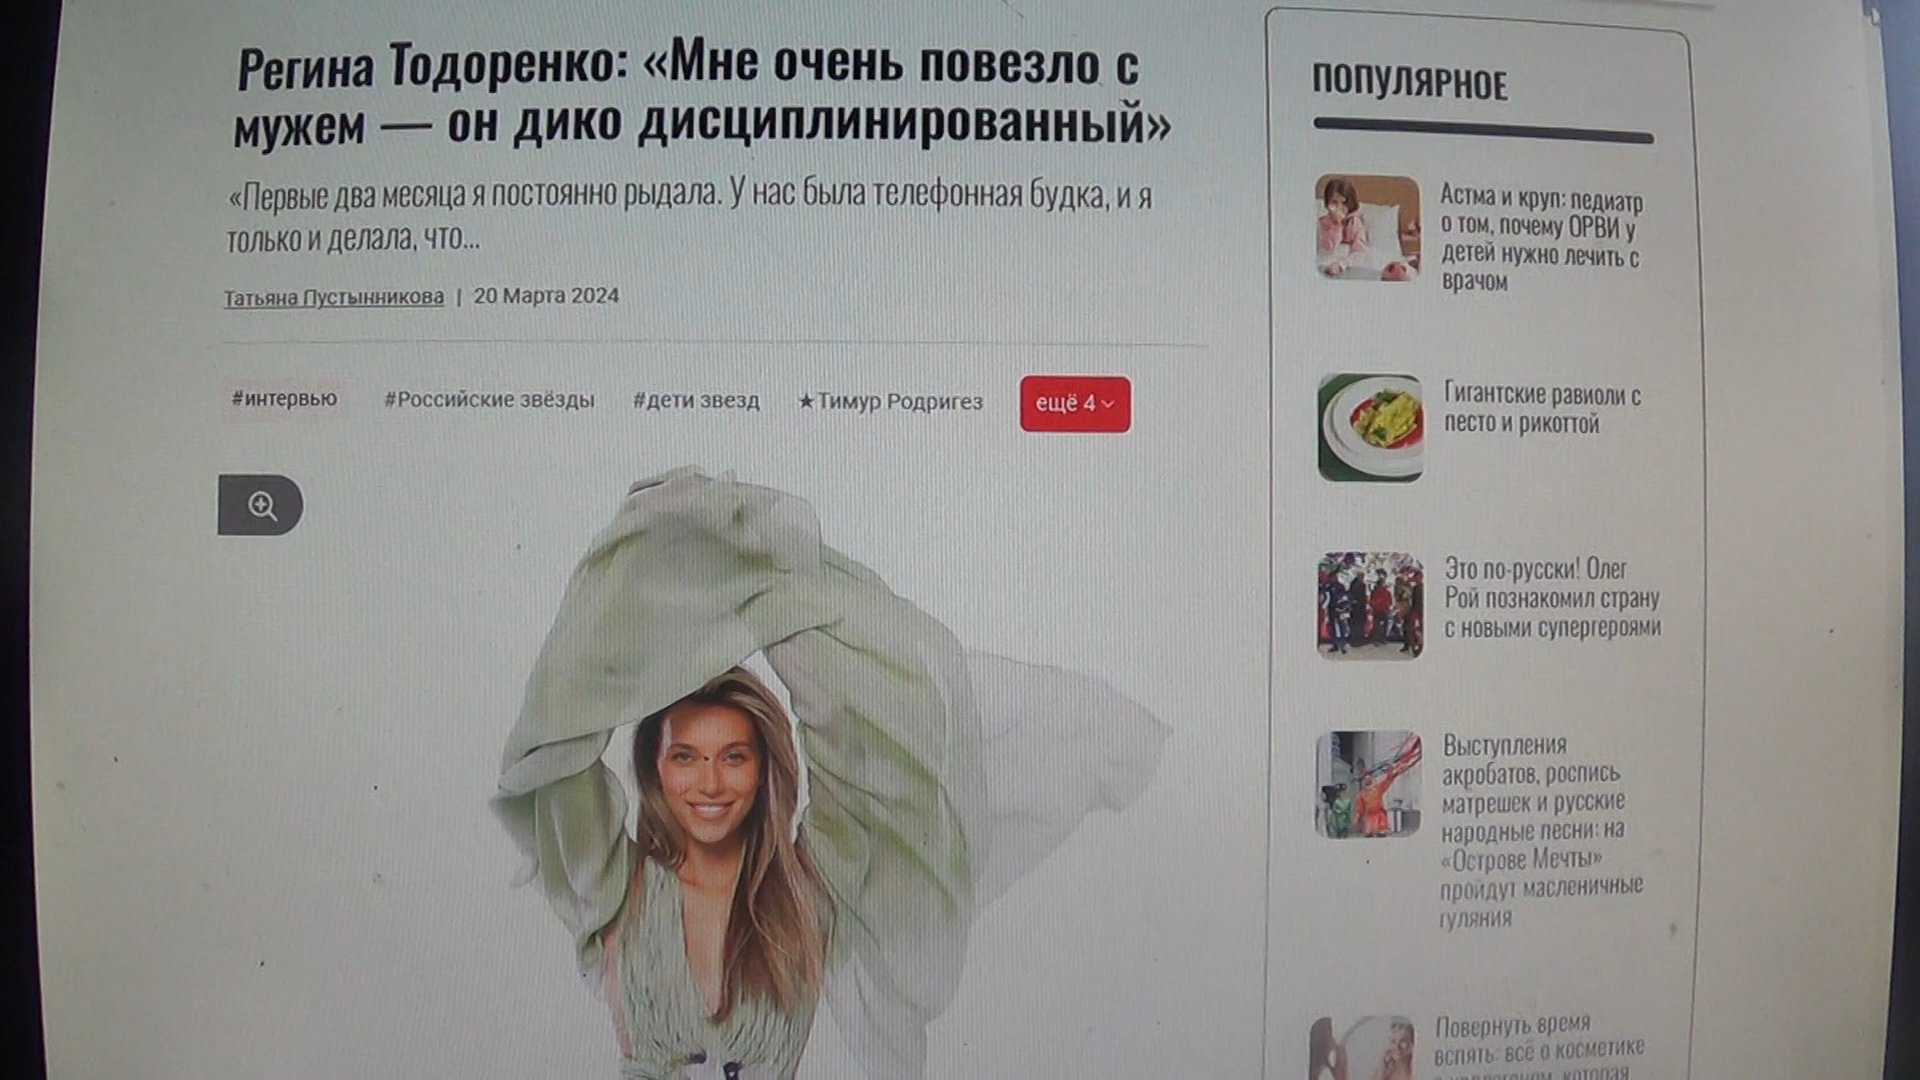 Регина Тодоренко: «Мне очень повезло с
мужем — он дико дисциплинированный»
«Первые два месяца я постоянно рыдала. У нас была телефонная будка, и я
только и делала, что...
Татьяна Пустынникова | 20 Марта 2024
#интервью #Российские звёзды #дети звезд ★Тимур Родригез ещё 4
ПОПУЛЯРНОЕ
Астма и круп: педиатр
о том, почему ОРВИ у
детей нужно лечить с
врачом
Гигантские равиоли с
песто и рикоттой
Это по-русски! Олег
Рой познакомил страну
с новыми супергероями
Выступления
акробатов, роспись
матрешек и русские
народные песни: на
«Острове Мечты»
пройдут масленичные
гуляния
Повернуть время
вспять: всё о косметике
которая